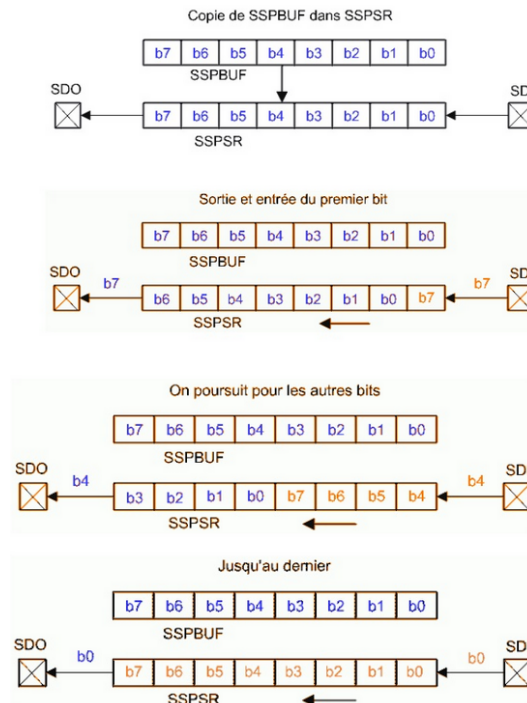 Copie de SSPBUF dans SSPSR
b7 b6 b5 b4 b3 b2 b1 b0
SSPBUF
SDO
SD
b7 b6 b5 b4 b3 b2 b1 b0
SSPSR
Sortie et entrée du premier bit
b7 b6 b5 b4 b3 b2 b1 b0
SSPBUF
SDO
SD
b7 b6 b5 b4 b3 b2 b1 b0 b7 b7
SSPSR
On poursuit pour les autres bits
b7 b6 b5 b4 b3 b2 b1 b0
SSPBUF
SDO
SD
b4 b3 b2 b1 b0 b7 b6 b5 b4 b4
SSPSR
Jusqu'au dernier
b7 b6 b5 b4 b3 b2 b1 b0
SSPBUF
SDO
SD
b0 b7 b6 b5 b4 b3 b2 b1 b0 b0
SSPSR